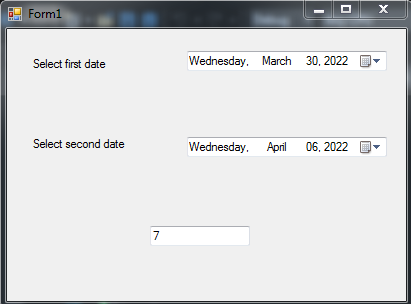 Form1
Select first date
Wednesday, March 30, 2022
Select second date
Wednesday, April 06, 2022
7